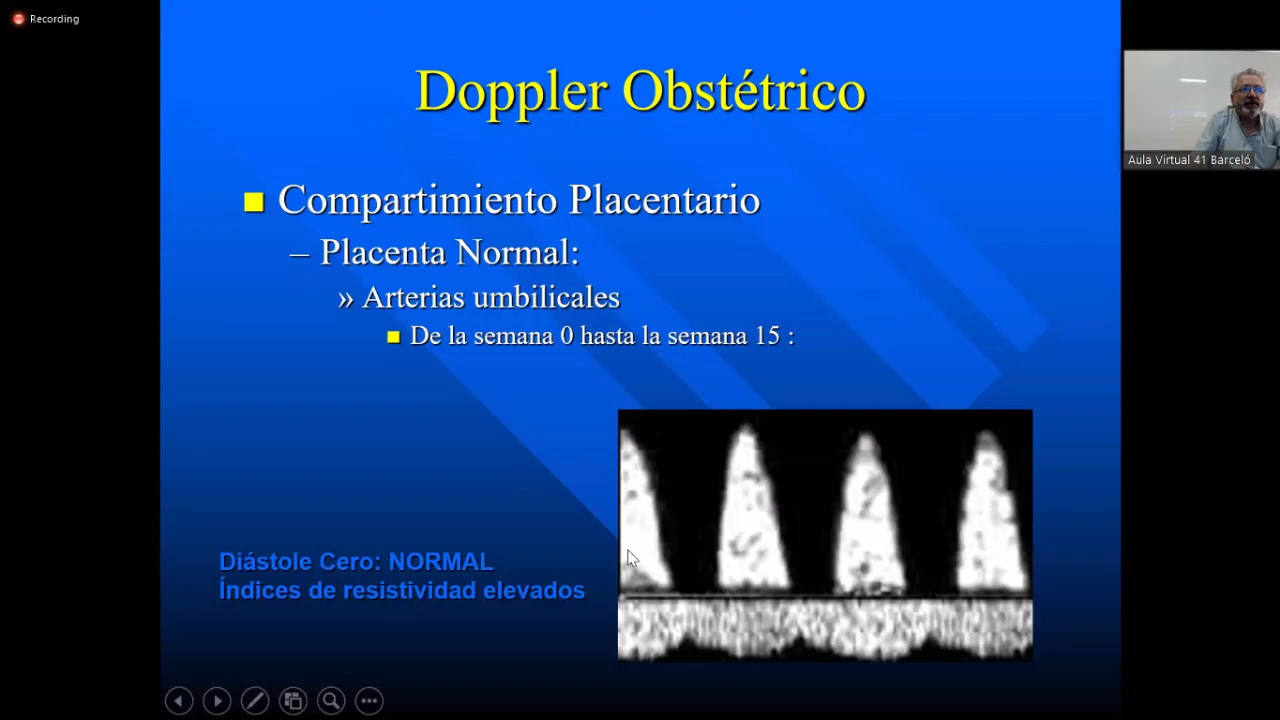 Recording
Doppler Obstétrico
Compartimiento Placentario
– Placenta Normal:
» Arterias umbilicales
De la semana 0 hasta la semana 15 :
Diástole Cero: NORMAL
Índices de resistividad elevados
Aula Virtual 41 Barceló